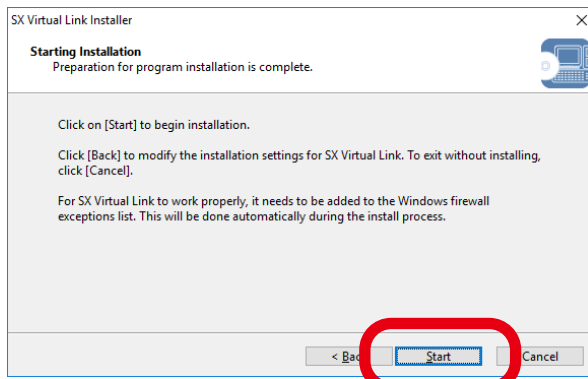 SX Virtual Link Installer
Starting Installation
Preparation for program installation is complete.
Click on [Start] to begin installation.
Click [Back] to modify the installation settings for SX Virtual Link. To exit without installing,
click [Cancel].
For SX Virtual Link to work properly, it needs to be added to the Windows firewall
exceptions list. This will be done automatically during the install process.
< Bac
Start
Cancel